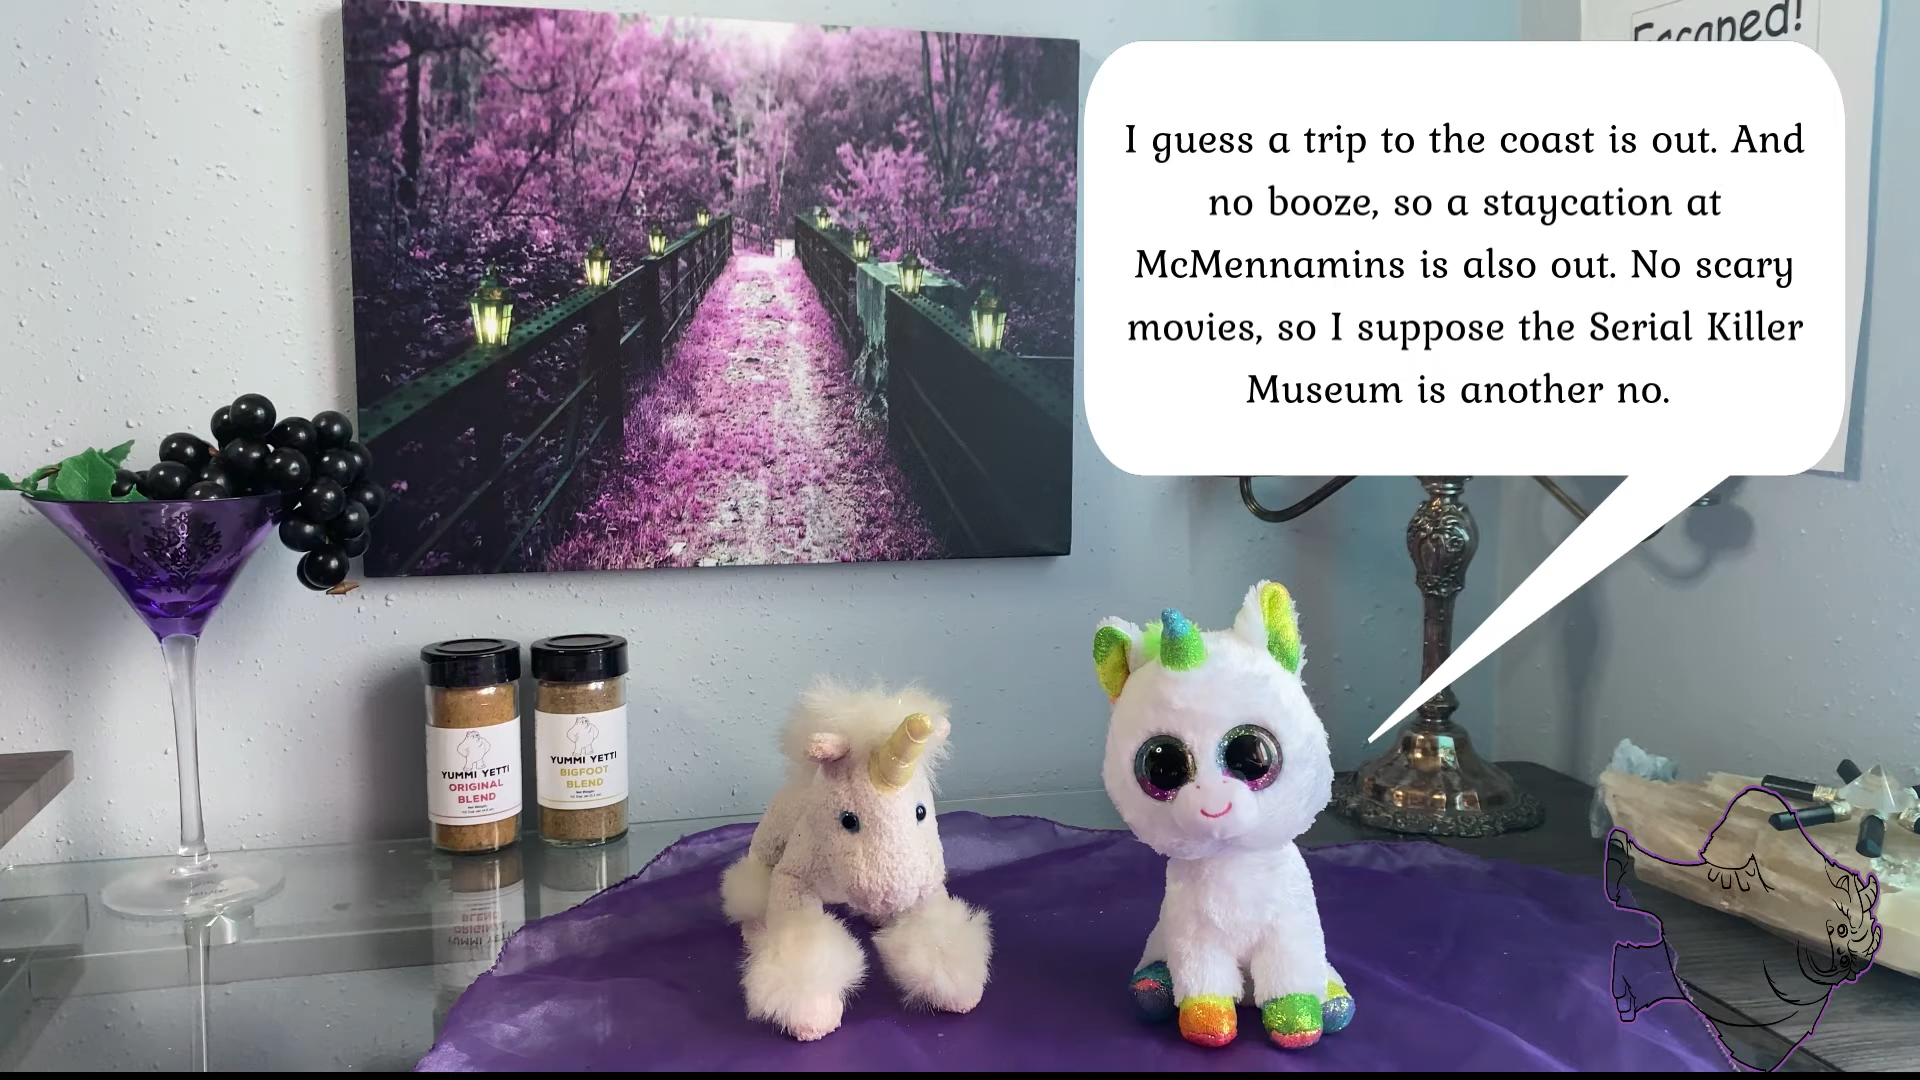 Escaped!
I guess a trip to the coast is out. And
no booze, so a staycation at
McMennamins is also out. No scary
movies, so I suppose the Serial Killer
Museum is another no.
YUMMI YETTI
ORIGINAL
BLEND
YUMMI YETTI
BIGFOOT
BLEND